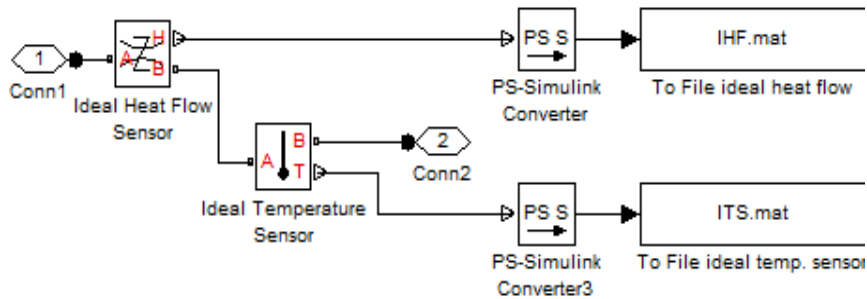 1
Conn1
A
H
B
Ideal Heat Flow
Sensor
PS S
PS-Simulink
Converter
IHF.mat
To File ideal heat flow
A
B
T
Ideal Temperature
Sensor
2
Conn2
PS S
PS-Simulink
Converter3
ITS.mat
To File ideal temp. sensor